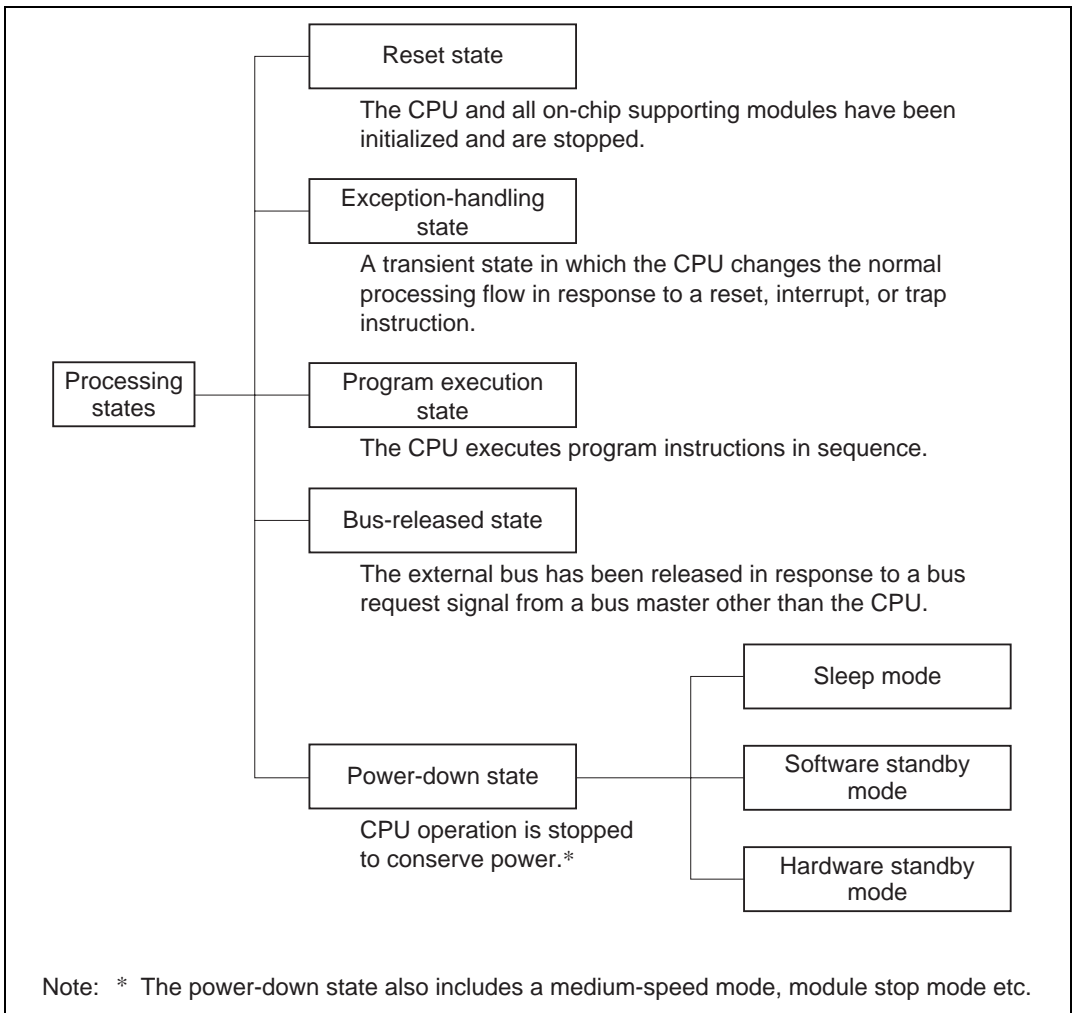 Reset state
The CPU and all on-chip supporting modules have been
initialized and are stopped.
Exception-handling
state
A transient state in which the CPU changes the normal
processing flow in response to a reset, interrupt, or trap
instruction.
Processing
states
Program execution
state
The CPU executes program instructions in sequence.
Bus-released state
The external bus has been released in response to a bus
request signal from a bus master other than the CPU.
Sleep mode
Power-down state
Software standby
mode
CPU operation is stopped
to conserve power.*
Hardware standby
mode
Note: * The power-down state also includes a medium-speed mode, module stop mode etc.